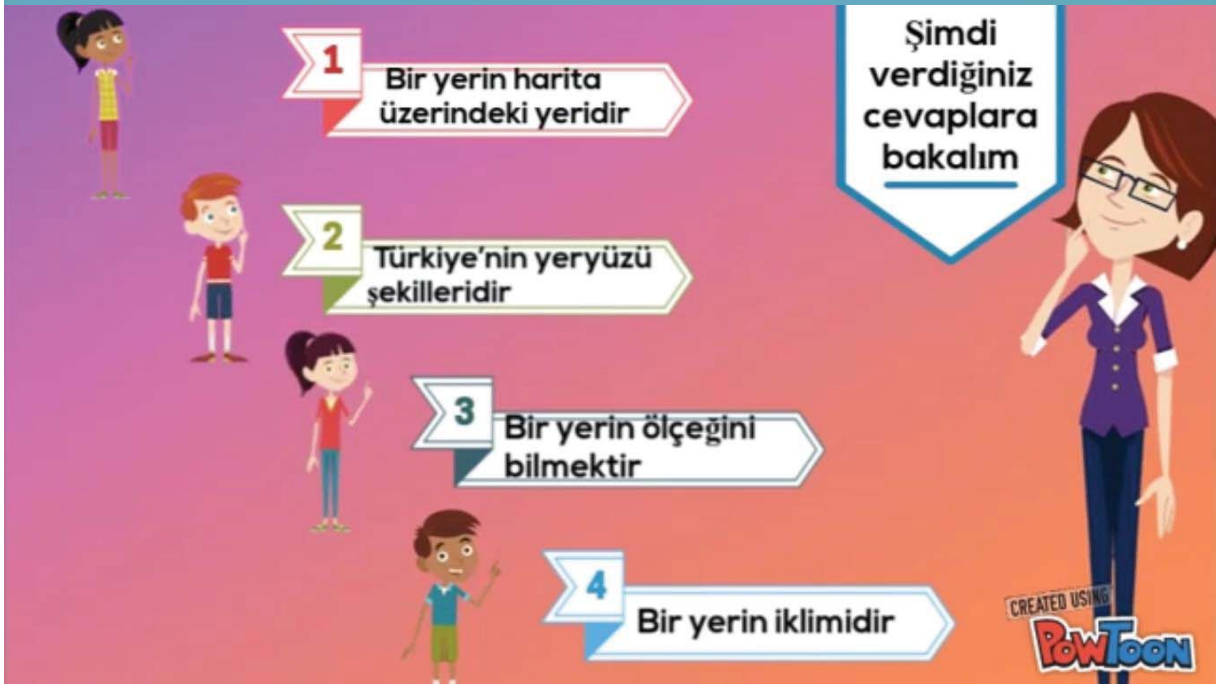 Şimdi
verdiğiniz
cevaplara
bakalım
1
Bir yerin harita
üzerindeki yeridir
2
Türkiye'nin yeryüzü
şekilleridir
3
Bir yerin ölçeğini
bilmektir
4
Bir yerin iklimidir
CREATED USING
POWTOON